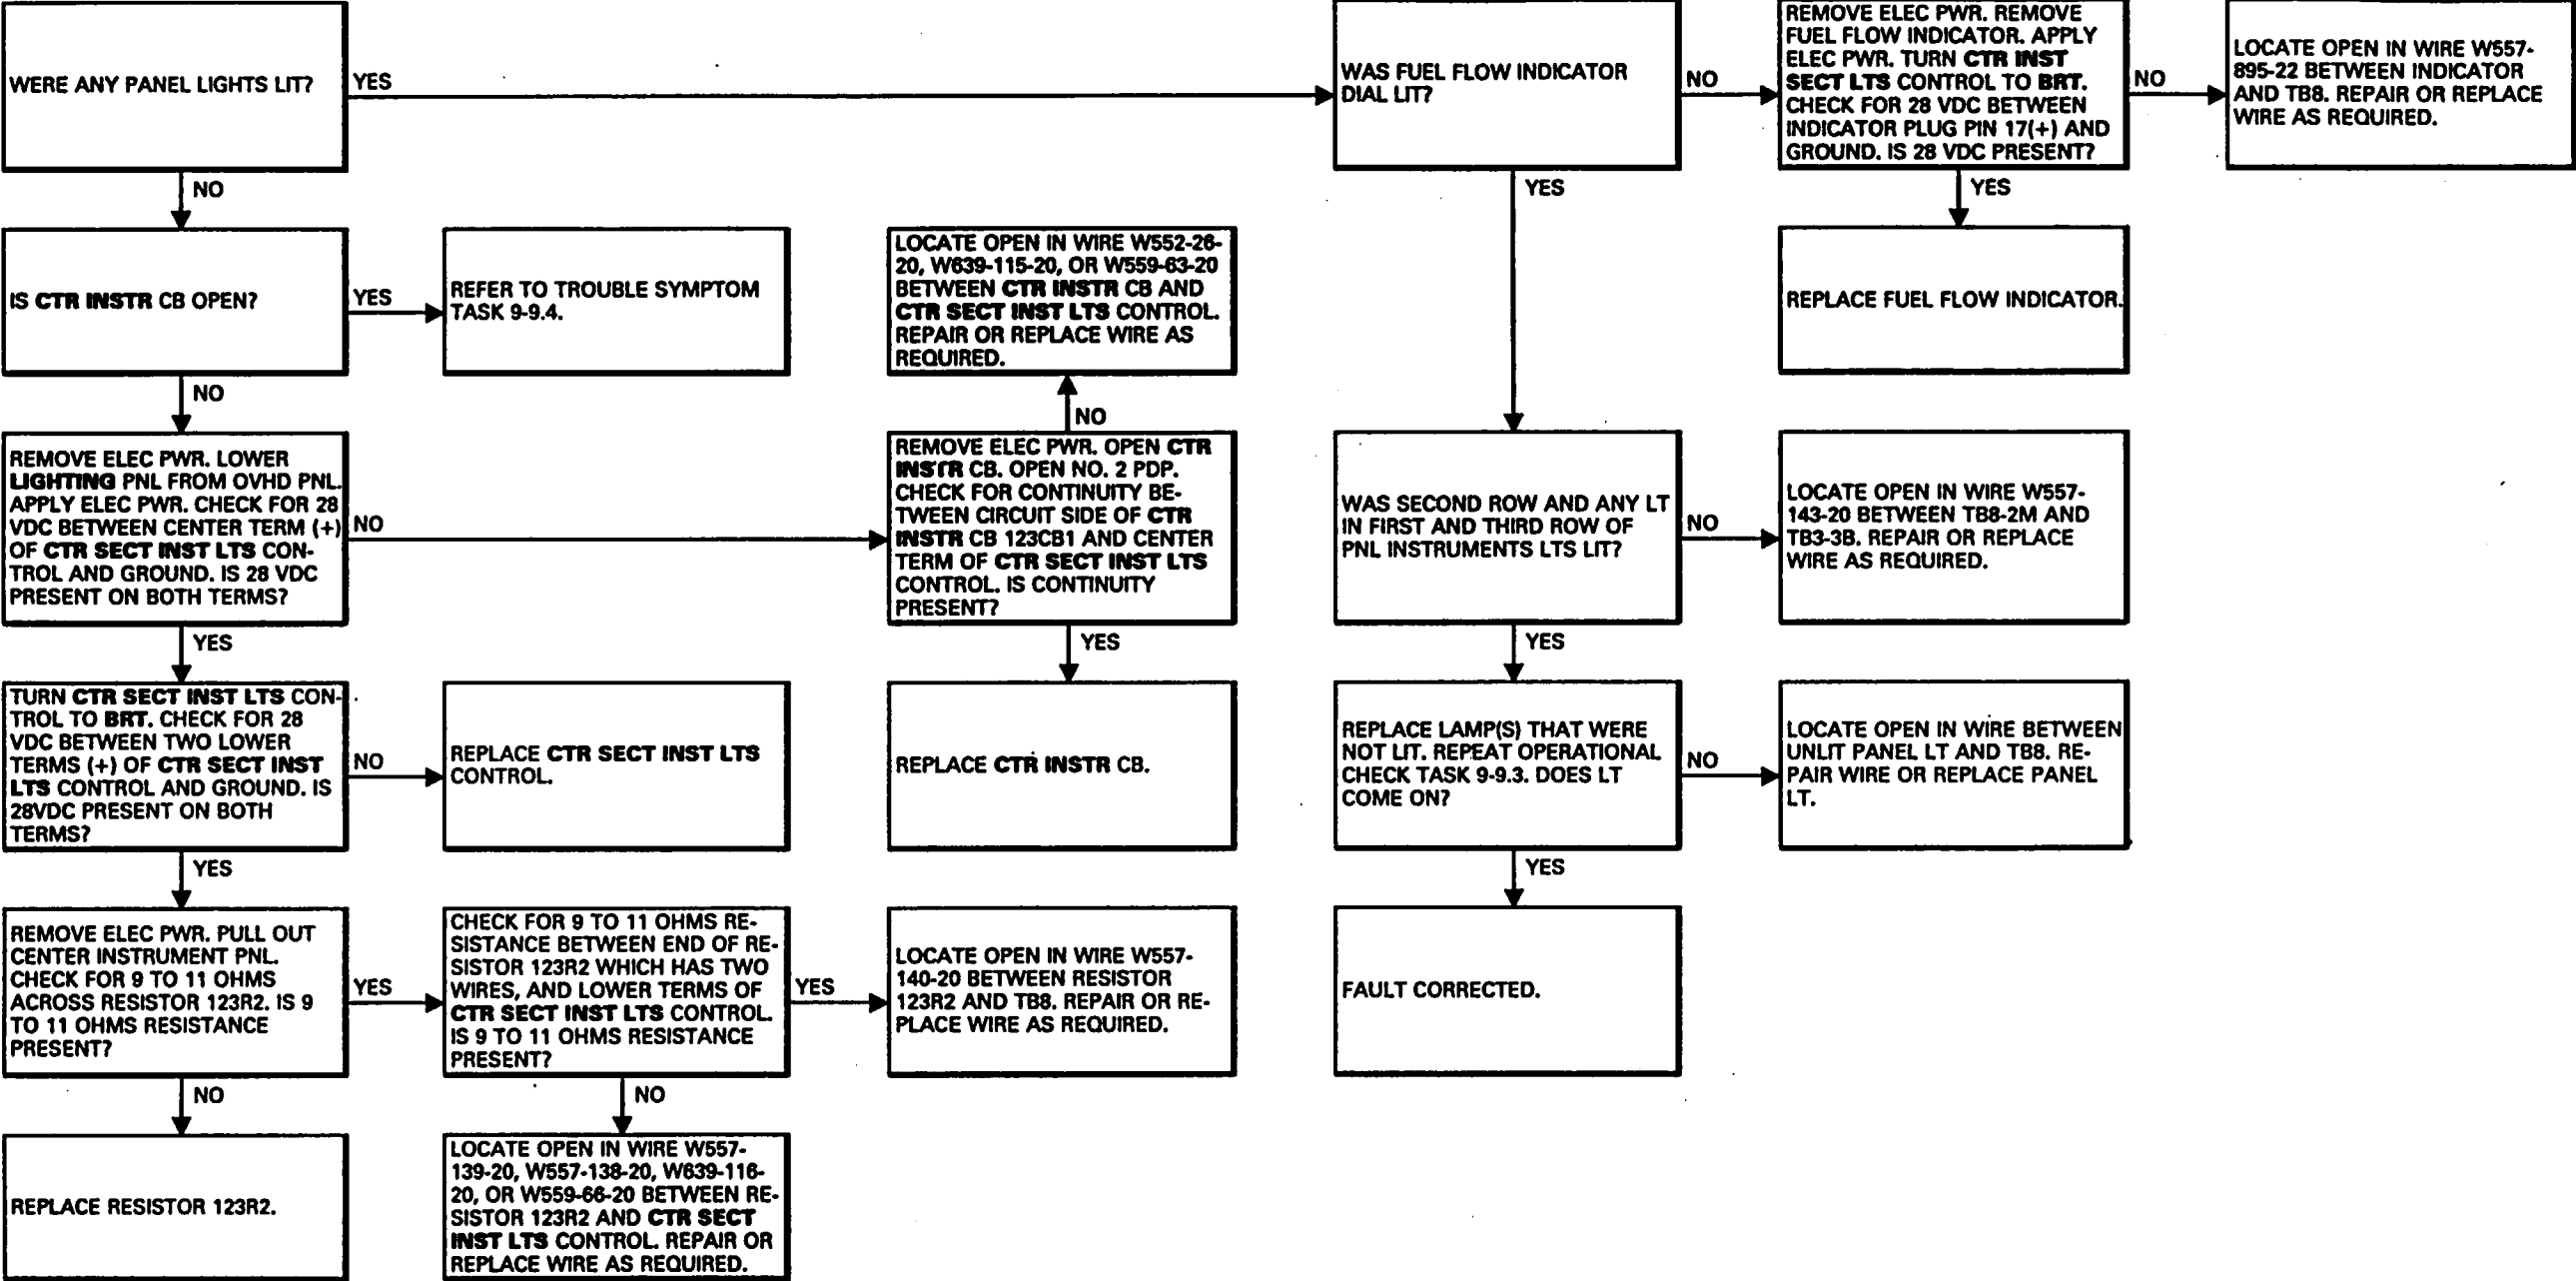 WERE ANY PANEL LIGHTS LIT?
YES
NO
WAS FUEL FLOW INDICATOR
DIAL LIT?
NO
YES
REMOVE ELEC PWR. REMOVE
FUEL FLOW INDICATOR. APPLY
ELEC PWR. TURN CTR INST
SECT LTS CONTROL TO BRT.
CHECK FOR 28 VDC BETWEEN
INDICATOR PLUG PIN 17(+) AND
GROUND. IS 28 VDC PRESENT?
NO
YES
LOCATE OPEN IN WIRE W557-
895-22 BETWEEN INDICATOR
AND TB8. REPAIR OR REPLACE
WIRE AS REQUIRED.
IS CTR INSTR CB OPEN?
YES
NO
REFER TO TROUBLE SYMPTOM
TASK 9-9.4.
LOCATE OPEN IN WIRE W552-26-
20, W639-115-20, OR W559-63-20
BETWEEN CTR INSTR CB AND
CTR SECT INST LTS CONTROL.
REPAIR OR REPLACE WIRE AS
REQUIRED.
NO
REPLACE FUEL FLOW INDICATOR.
REMOVE ELEC PWR. LOWER
LIGHTING PNL FROM OVHD PNL.
APPLY ELEC PWR. CHECK FOR 28
VDC BETWEEN CENTER TERM (+)
OF CTR SECT INST LTS CON-
TROL AND GROUND. IS 28 VDC
PRESENT ON BOTH TERMS?
NO
YES
REMOVE ELEC PWR. OPEN CTR
INSTR CB. OPEN NO. 2 PDP.
CHECK FOR CONTINUITY BE-
TWEEN CIRCUIT SIDE OF CTR
INSTR CB 123CB1 AND CENTER
TERM OF CTR SECT INST LTS
CONTROL. IS CONTINUITY
PRESENT?
YES
WAS SECOND ROW AND ANY LT
IN FIRST AND THIRD ROW OF
PNL INSTRUMENTS LTS LIT?
NO
YES
LOCATE OPEN IN WIRE W557-
143-20 BETWEEN TB8-2M AND
TB3-3B. REPAIR OR REPLACE
WIRE AS REQUIRED.
TURN CTR SECT INST LTS CON-
TROL TO BRT. CHECK FOR 28
VDC BETWEEN TWO LOWER
TERMS (+) OF CTR SECT INST
LTS CONTROL AND GROUND. IS
28VDC PRESENT ON BOTH
TERMS?
NO
YES
REPLACE CTR SECT INST LTS
CONTROL.
REPLACE CTR INSTR CB.
REPLACE LAMP(S) THAT WERE
NOT LIT. REPEAT OPERATIONAL
CHECK TASK 9-9.3. DOES LT
COME ON?
NO
YES
LOCATE OPEN IN WIRE BETWEEN
UNLIT PANEL LT AND TB8. RE-
PAIR WIRE OR REPLACE PANEL
LT.
REMOVE ELEC PWR. PULL OUT
CENTER INSTRUMENT PNL.
CHECK FOR 9 TO 11 OHMS
ACROSS RESISTOR 123R2. IS 9
TO 11 OHMS RESISTANCE
PRESENT?
YES
NO
CHECK FOR 9 TO 11 OHMS RE-
SISTANCE BETWEEN END OF RE-
SISTOR 123R2 WHICH HAS TWO
WIRES, AND LOWER TERMS OF
CTR SECT INST LTS CONTROL.
IS 9 TO 11 OHMS RESISTANCE
PRESENT?
YES
NO
LOCATE OPEN IN WIRE W557-
140-20 BETWEEN RESISTOR
123R2 AND TB8. REPAIR OR RE-
PLACE WIRE AS REQUIRED.
FAULT CORRECTED.
REPLACE RESISTOR 123R2.
LOCATE OPEN IN WIRE W557-
139-20, W557-138-20, W639-116-
20, OR W559-66-20 BETWEEN RE-
SISTOR 123R2 AND CTR SECT
INST LTS CONTROL. REPAIR OR
REPLACE WIRE AS REQUIRED.